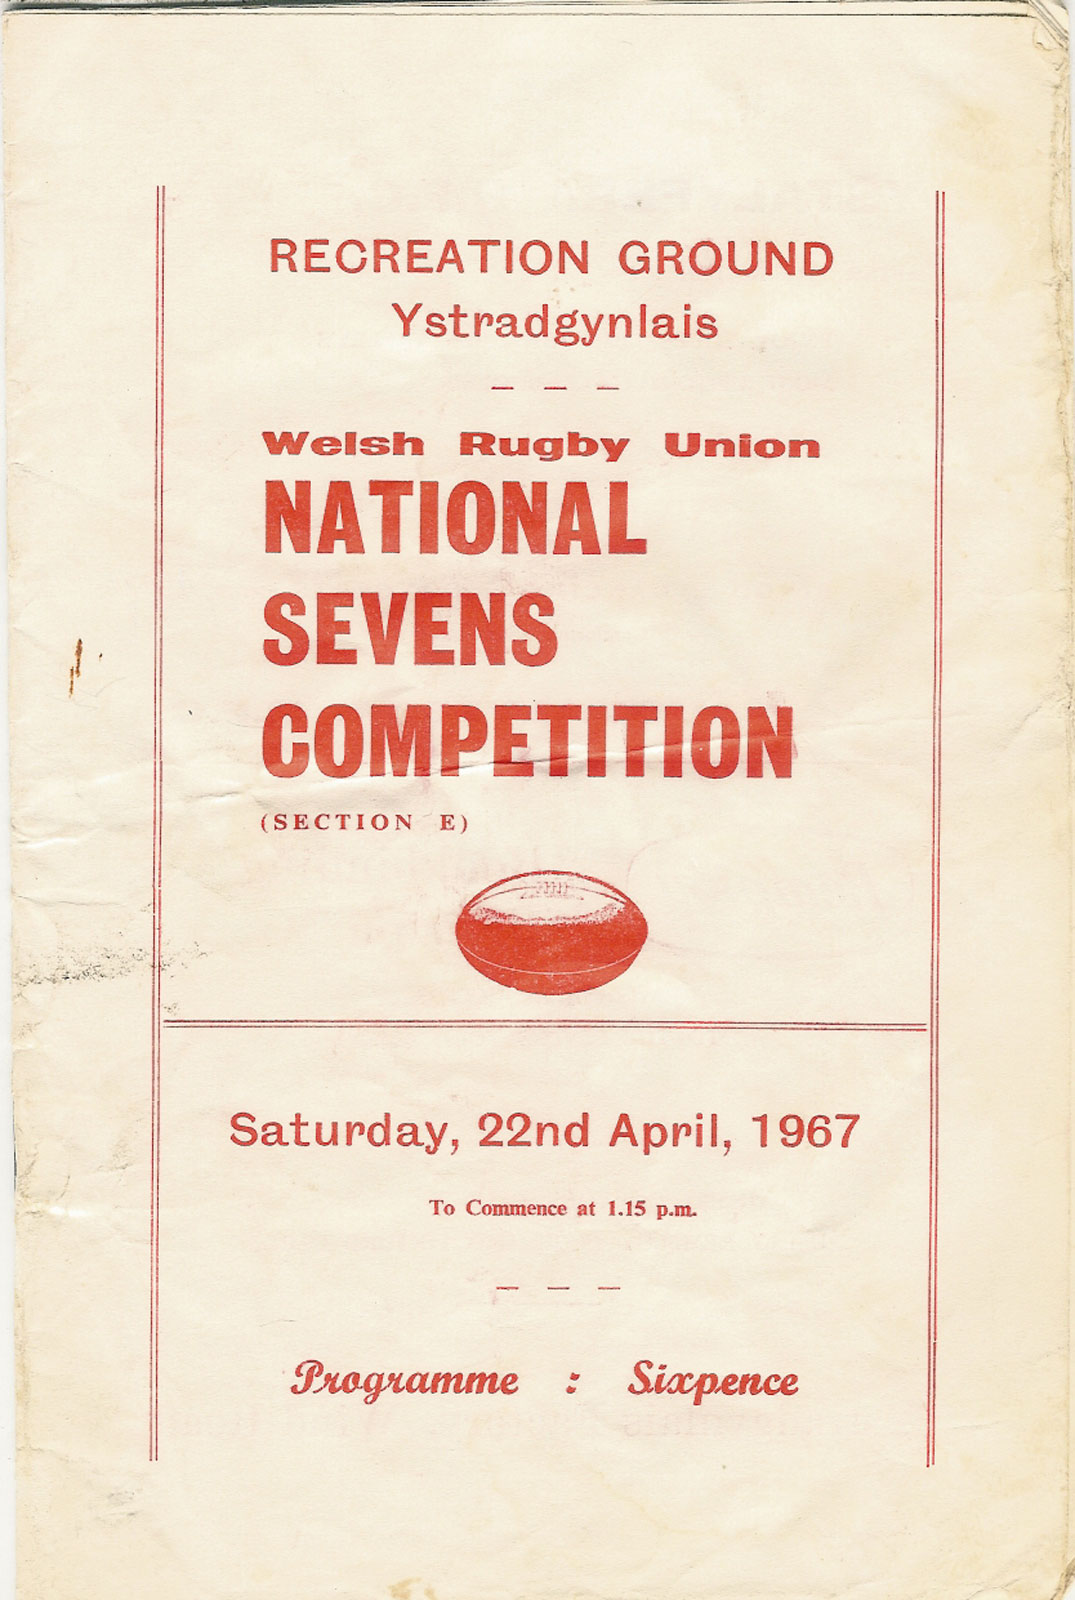 RECREATION GROUND
Ystradgynlais
Welsh Rugby Union
NATIONAL
SEVENS
COMPETITION
(SECTION E)
Saturday, 22nd April, 1967
To Commence at 1.15 p.m.
Programme : Sixpence